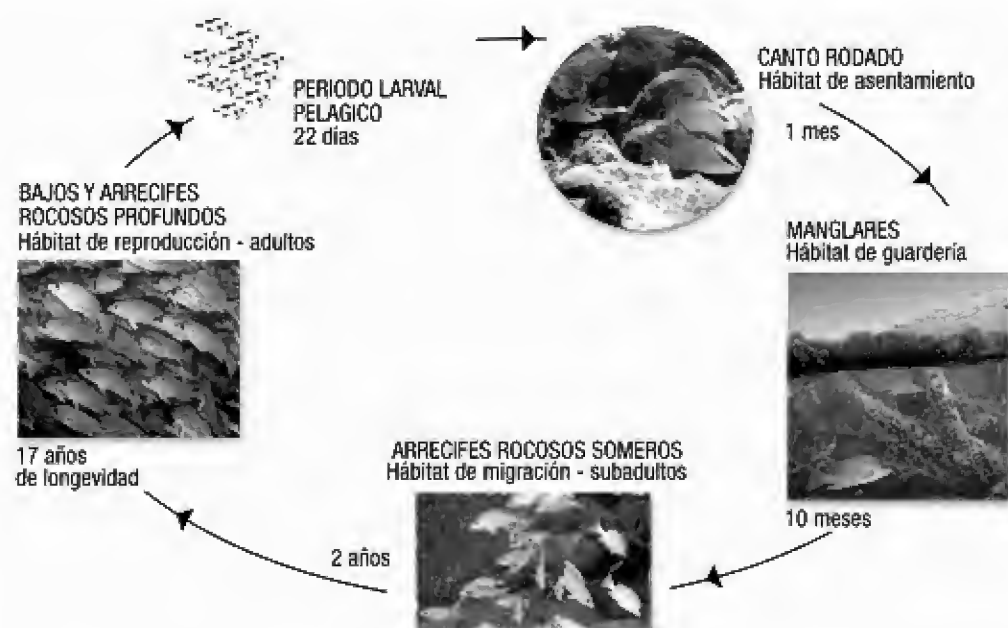 PERIODO LARVAL
PELAGICO
22 días
CANTO RODADO
Hábitat de asentamiento
1 mes
MANGLARES
Hábitat de guardería
10 meses
ARRECIFES ROCOSOS SOMEROS
Hábitat de migración - subadultos
2 años
BAJOS Y ARRECIFES
ROCOSOS PROFUNDOS
Hábitat de reproducción - adultos
17 años
de longevidad